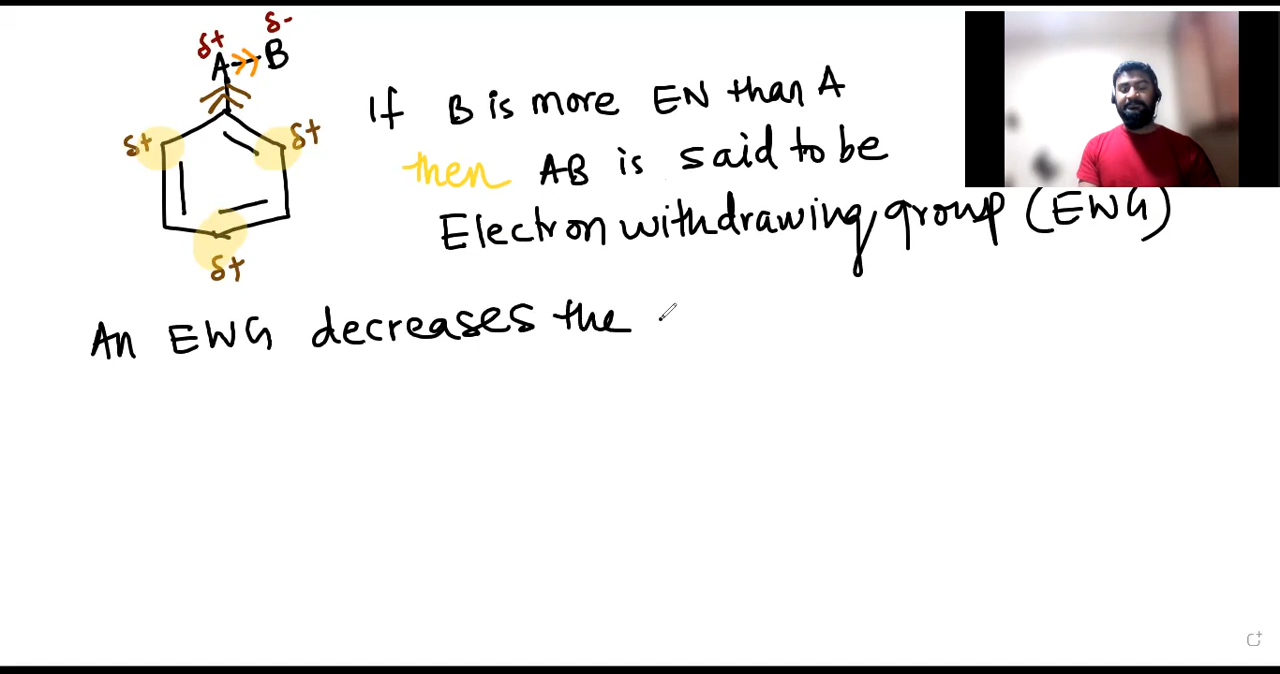 δ-
δ+
A B
If B is more EN than A
δ+ δ+
then AB is said to be
Electron withdrawing group (EWG)
δ+
An EWG decreases the